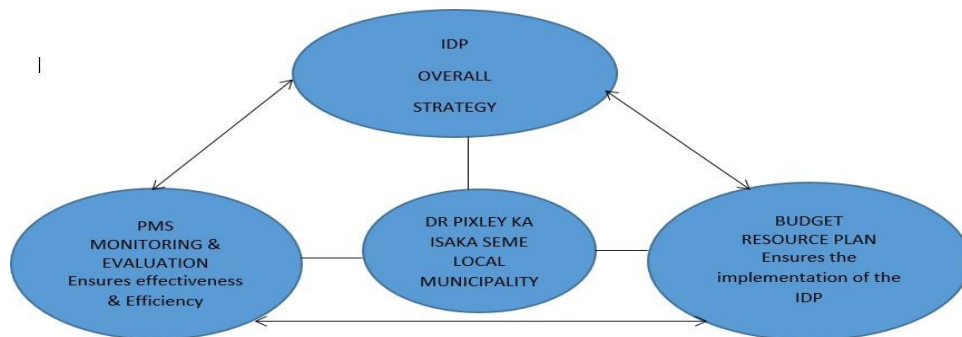 IDP
OVERALL
STRATEGY
PMS
MONITORING &
EVALUATION
Ensures effectiveness
& Efficiency
DR PIXLEY KA
ISAKA SEME
LOCAL
MUNICIPALITY
BUDGET
RESOURCE PLAN
Ensures the
implementation of the
IDP